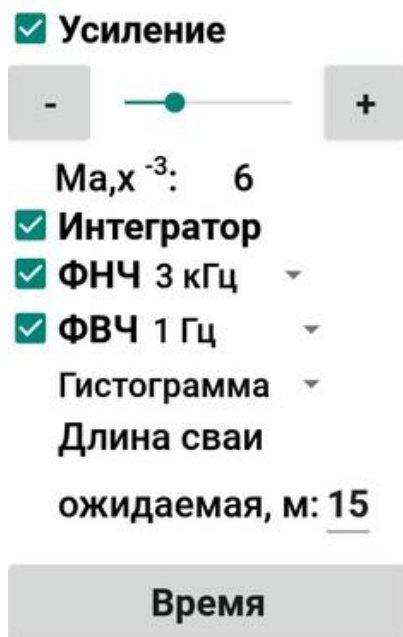 Усиление
- +
Ма,х ⁻³: 6
Интегратор
ФНЧ 3 кГц
ФВЧ 1 Гц
Гистограмма
Длина сваи
ожидаемая, м: 15
Время